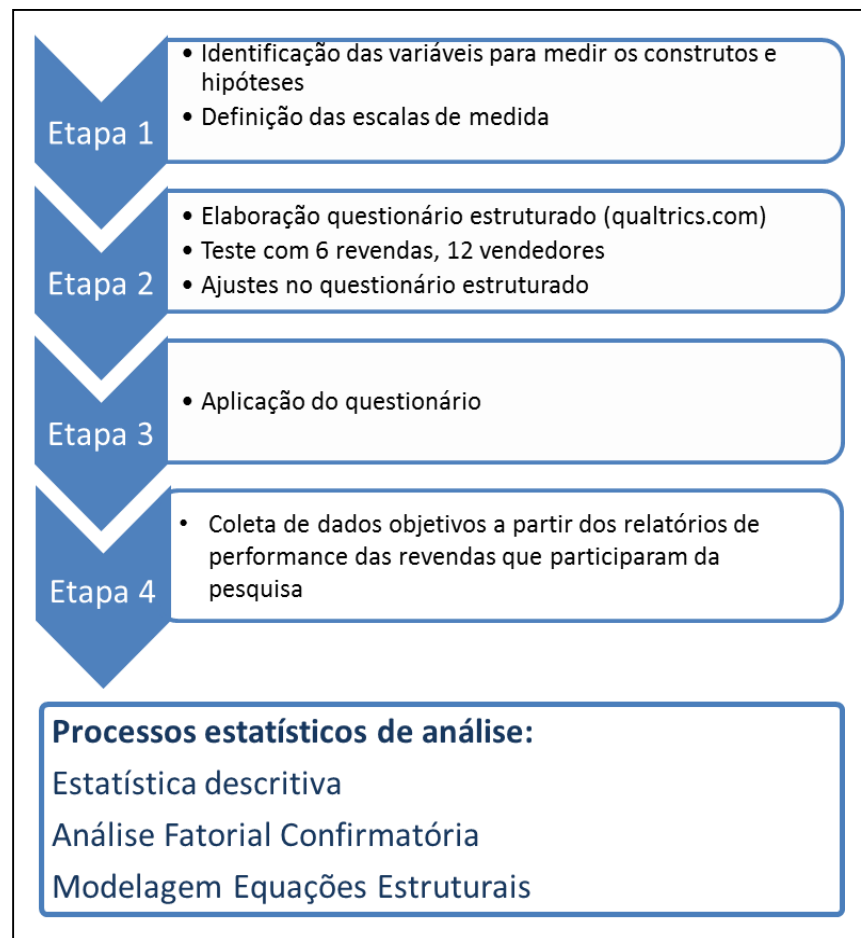 Etapa 1
• Identificação das variáveis para medir os construtos e
hipóteses
• Definição das escalas de medida
Etapa 2
• Elaboração questionário estruturado (qualtrics.com)
• Teste com 6 revendas, 12 vendedores
• Ajustes no questionário estruturado
Etapa 3
• Aplicação do questionário
Etapa 4
• Coleta de dados objetivos a partir dos relatórios de
performance das revendas que participaram da
pesquisa
Processos estatísticos de análise:
Estatística descritiva
Análise Fatorial Confirmatória
Modelagem Equações Estruturais